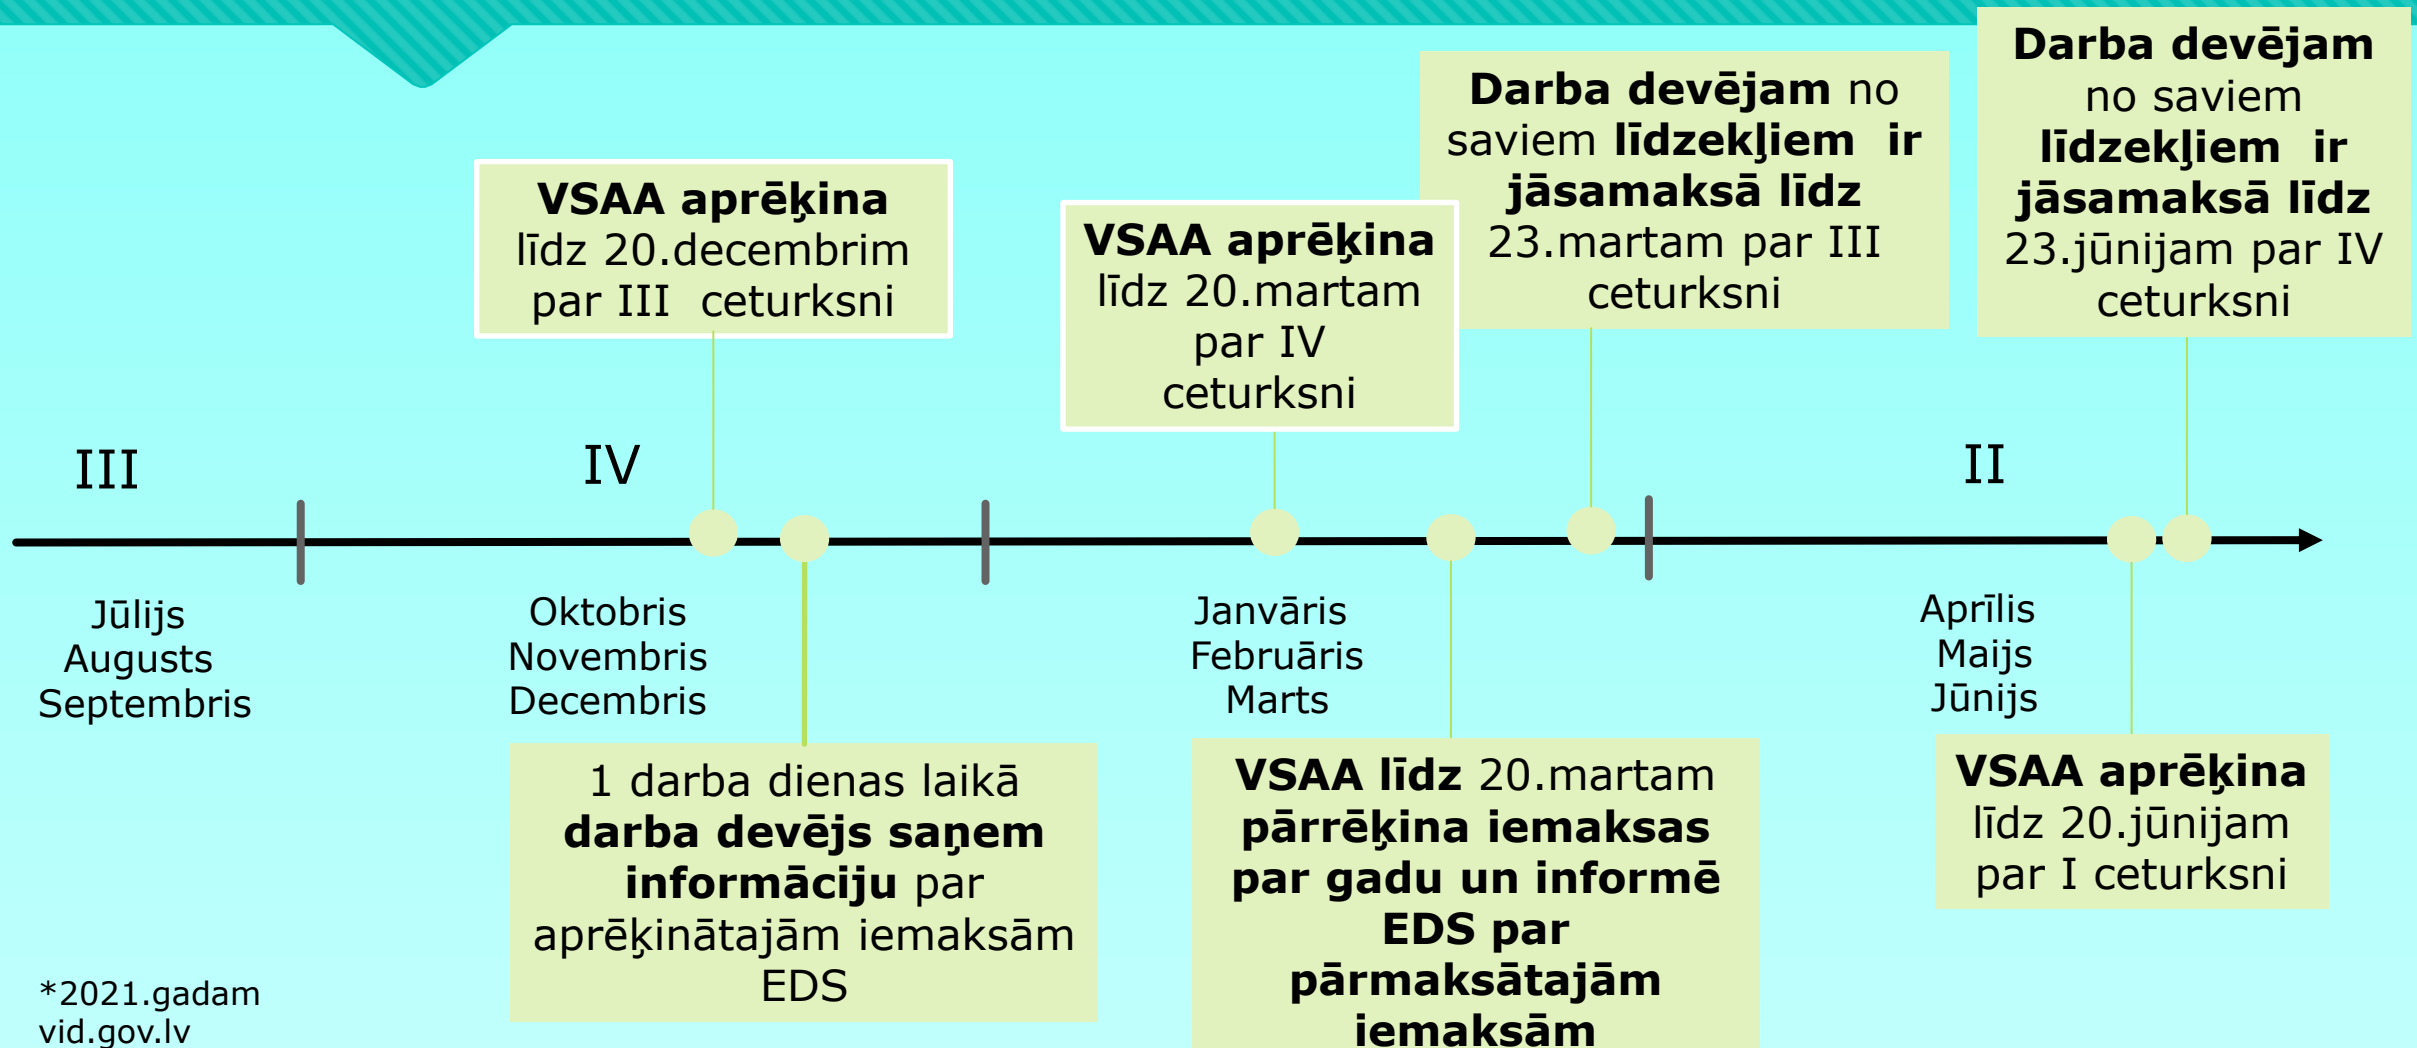 Darba devējam
no saviem
līdzekļiem ir
jāsamaksā līdz
23.jūnijam par IV
ceturksni
Darba devējam no
saviem līdzekļiem ir
jāsamaksā līdz
23.martam par III
ceturksni
VSAA aprēķina
līdz 20.decembrim
par III ceturksni
VSAA aprēķina
līdz 20.martam
par IV
ceturksni
III
IV
II
Jūlijs
Augusts
Septembris
Oktobris
Novembris
Decembris
Janvāris
Februāris
Marts
Aprīlis
Maijs
Jūnijs
1 darba dienas laikā
darba devējs saņem
informāciju par
aprēķinātajām iemaksām
EDS
VSAA līdz 20.martam
pārrēķina iemaksas
par gadu un informē
EDS par
pārmaksātajām
iemaksām
VSAA aprēķina
līdz 20.jūnijam
par I ceturksni
*2021.gadam
vid.gov.lv